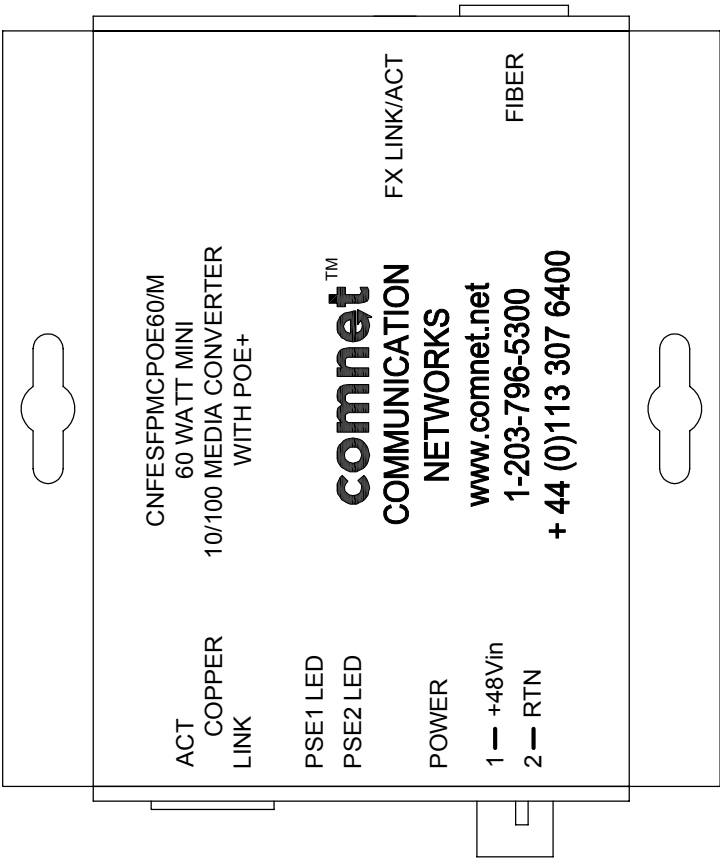 CNFESFPMCPOE60/M
60 WATT MINI
10/100 MEDIA CONVERTER
WITH POE+
ACT
COPPER
LINK
PSE1 LED
PSE2 LED
POWER
1 — +48Vin
2 — RTN
comnet™
COMMUNICATION
NETWORKS
www.comnet.net
1-203-796-5300
+ 44 (0)113 307 6400
FX LINK/ACT
FIBER